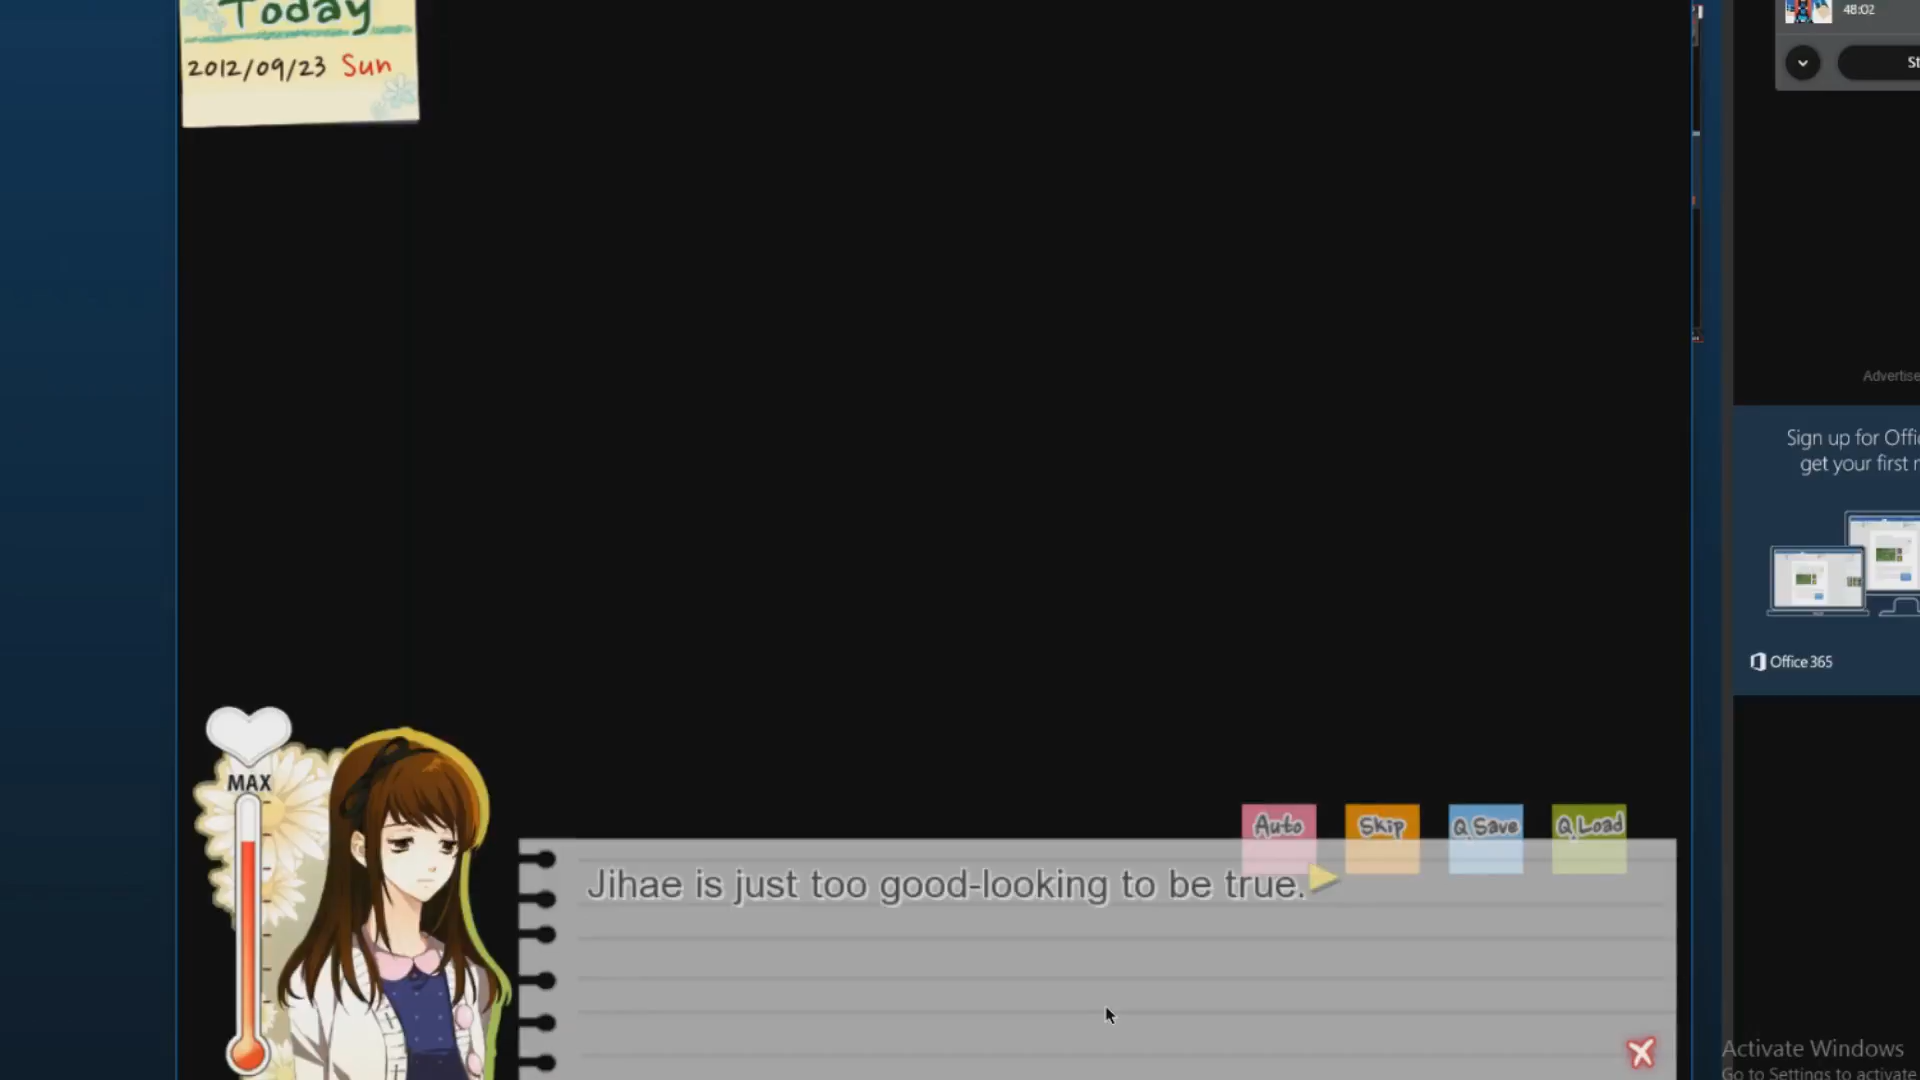 Today
2012/09/23 Sun
48:02
Advertise
Sign up for Offi
get your first
Office 365
MAX
Auto
Skip
Q Save
Q Load
Jihae is just too good-looking to be true.
Activate Windows
Go to Settings to activate